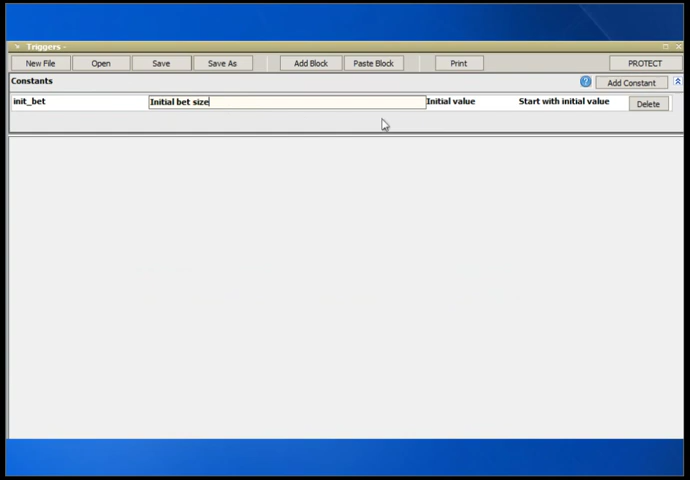 Triggers -
New File Open Save Save As Add Block Paste Block Print PROTECT
Constants ? Add Constant
init_bet Initial bet size Initial value Start with initial value Delete